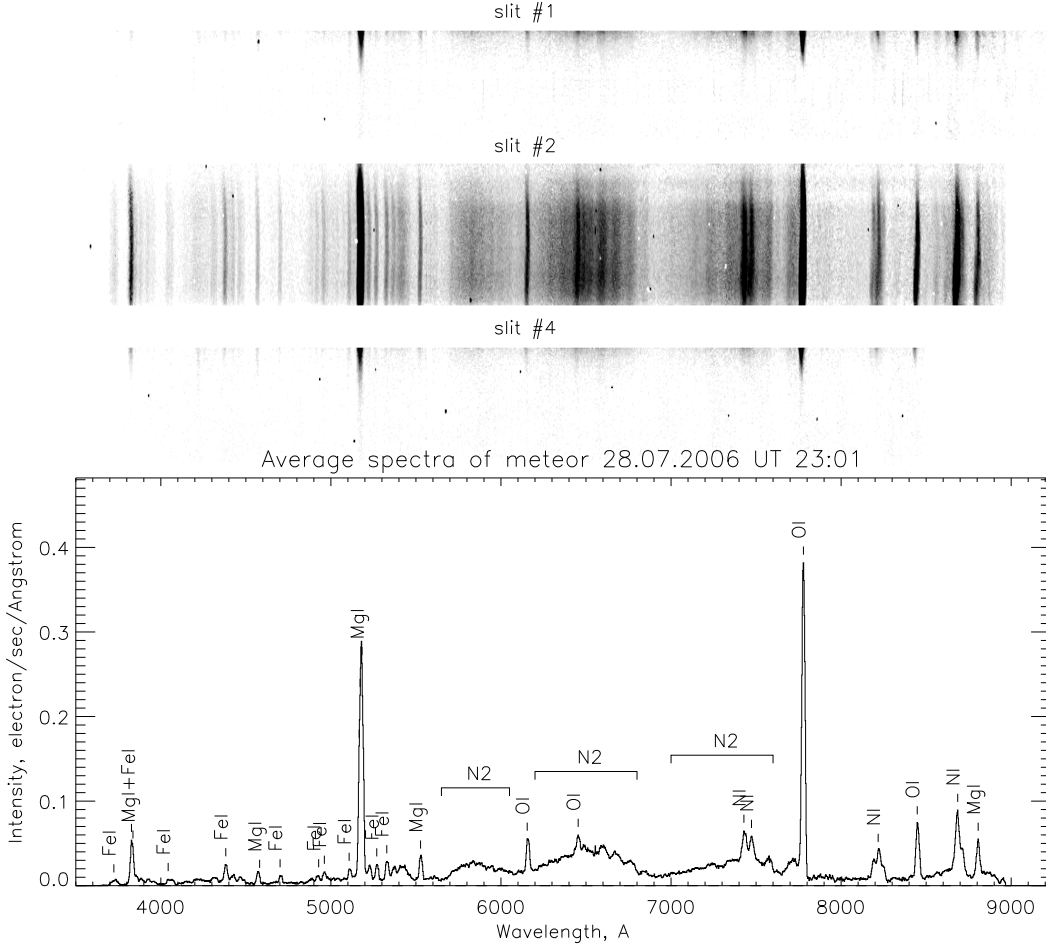 slit #1
slit #2
slit #4
Average spectra of meteor 28.07.2006 UT 23:01
Intensity, electron/sec/Angstrom
0.4
0.3
0.2
0.1
0.0
FeI
MgI+FeI
FeI
FeI
MgI
FeI
FeI
FeI
FeI
MgI
FeI
FeI
MgI
N2
OI
N2
OI
N2
NI
NI
OI
NI
OI
NI
MgI
4000 5000 6000 7000 8000 9000
Wavelength, A